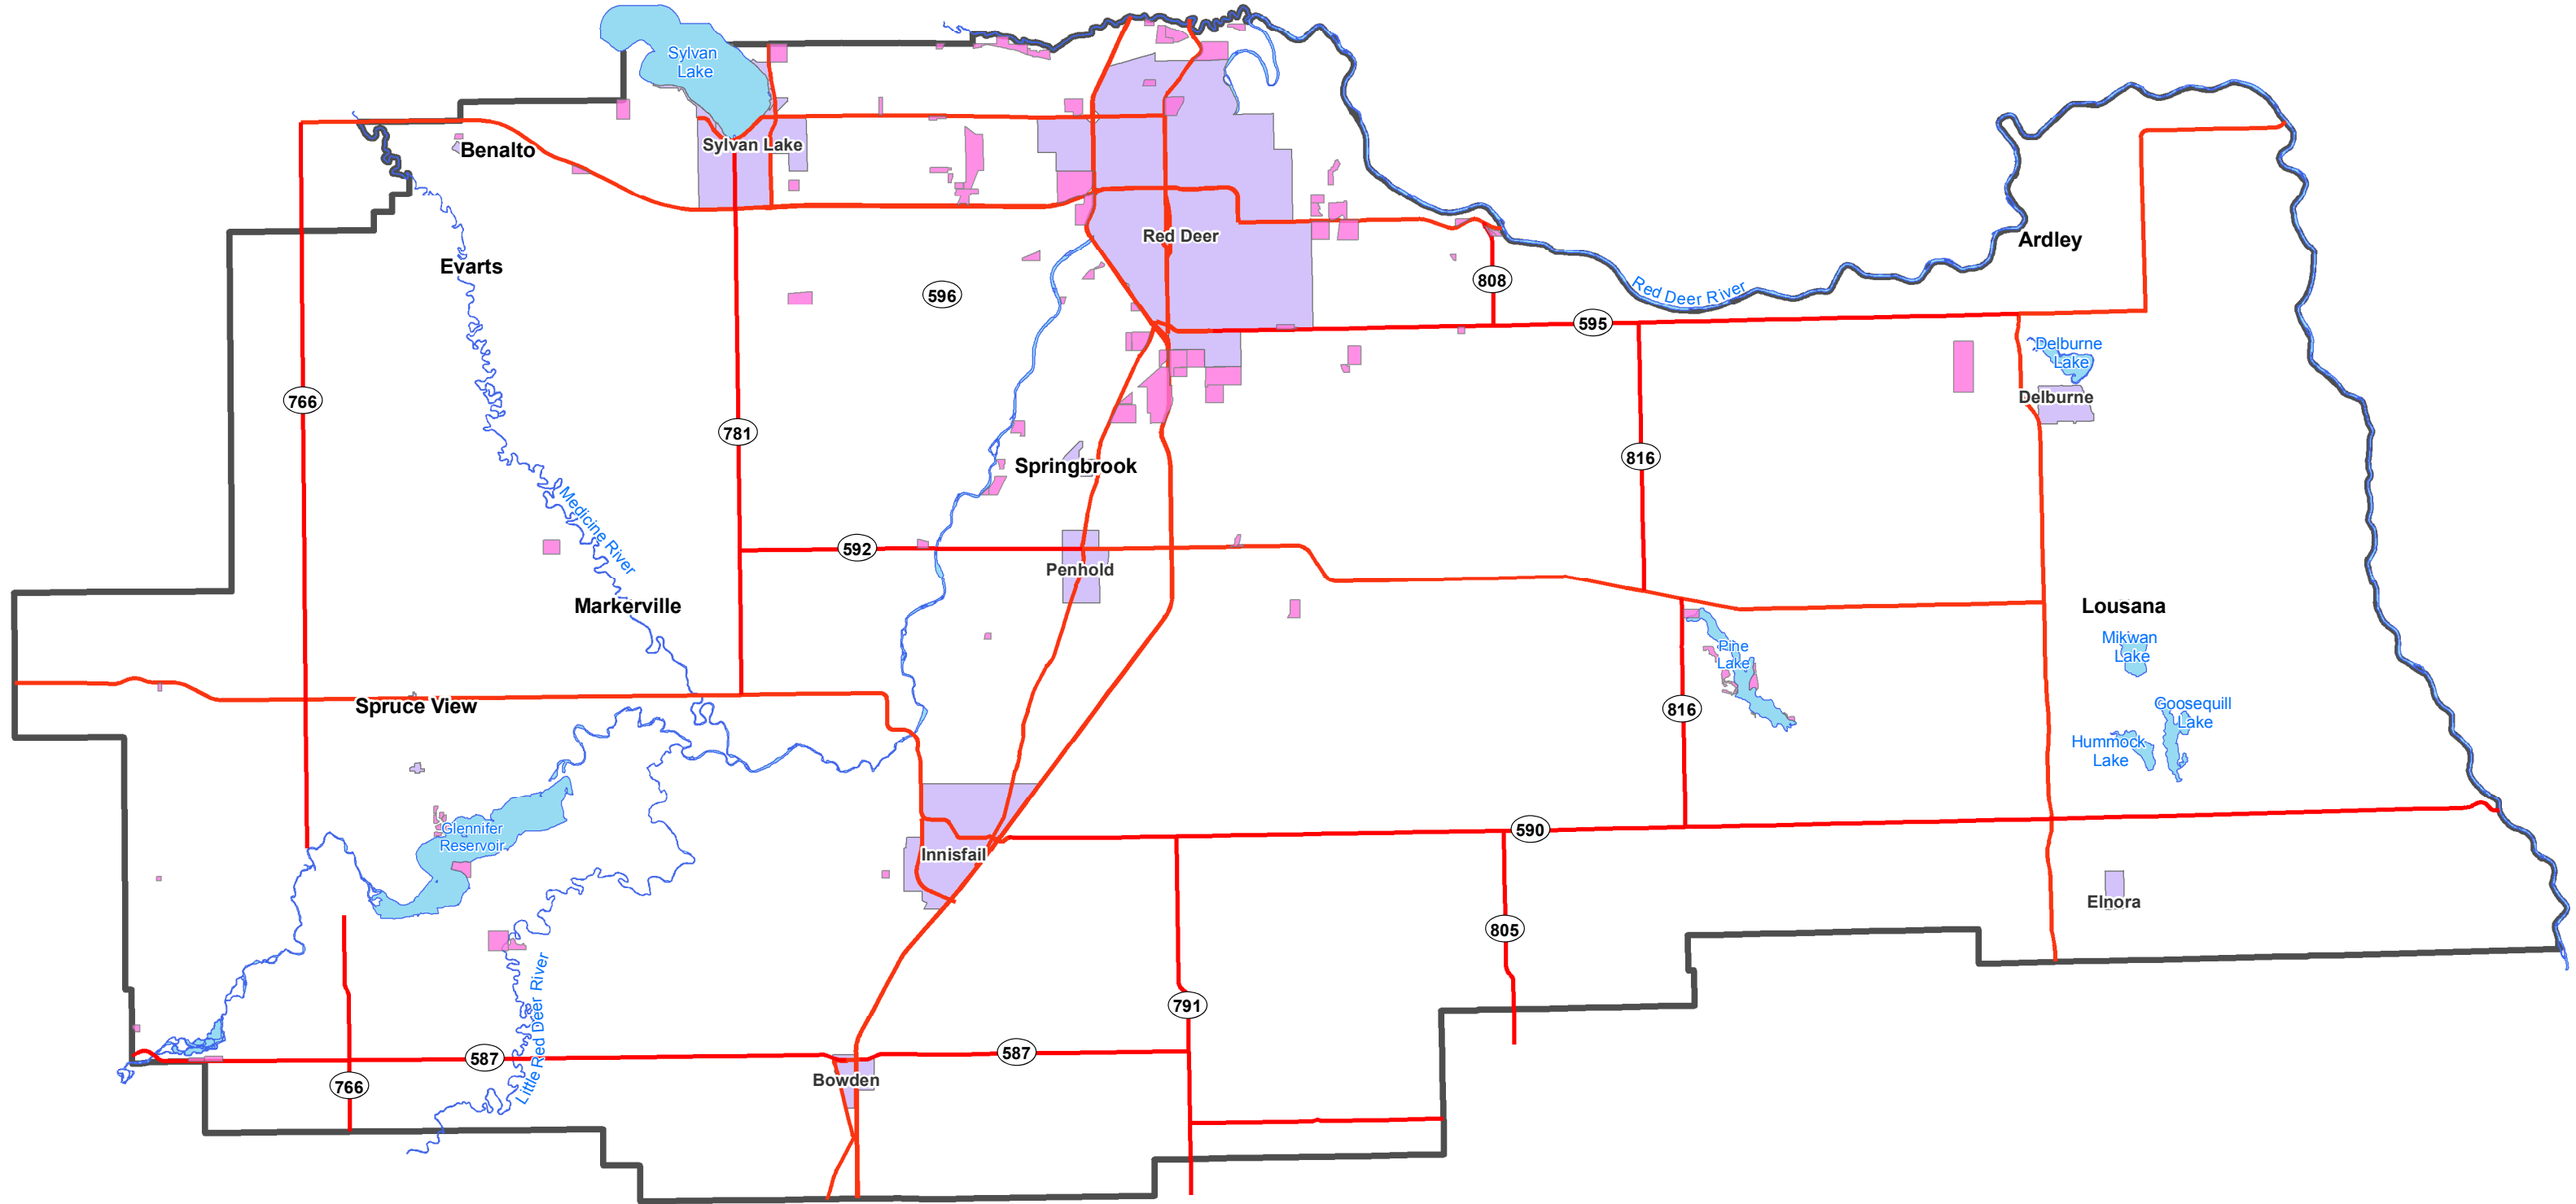 Sylvan
Lake
Benalto
Sylvan Lake
Red Deer
Ardley
Evarts
596
808
Red Deer River
595
Delburne
Lake
Delburne
766
781
816
Springbrook
Medicine River
592
Penhold
Markerville
Lousana
Mikwan
Lake
Pine
Lake
Spruce View
816
Goosequill
Lake
Hummock
Lake
Glennifer
Reservoir
590
Innisfail
Elnora
805
791
Little Red Deer River
587
587
766
Bowden